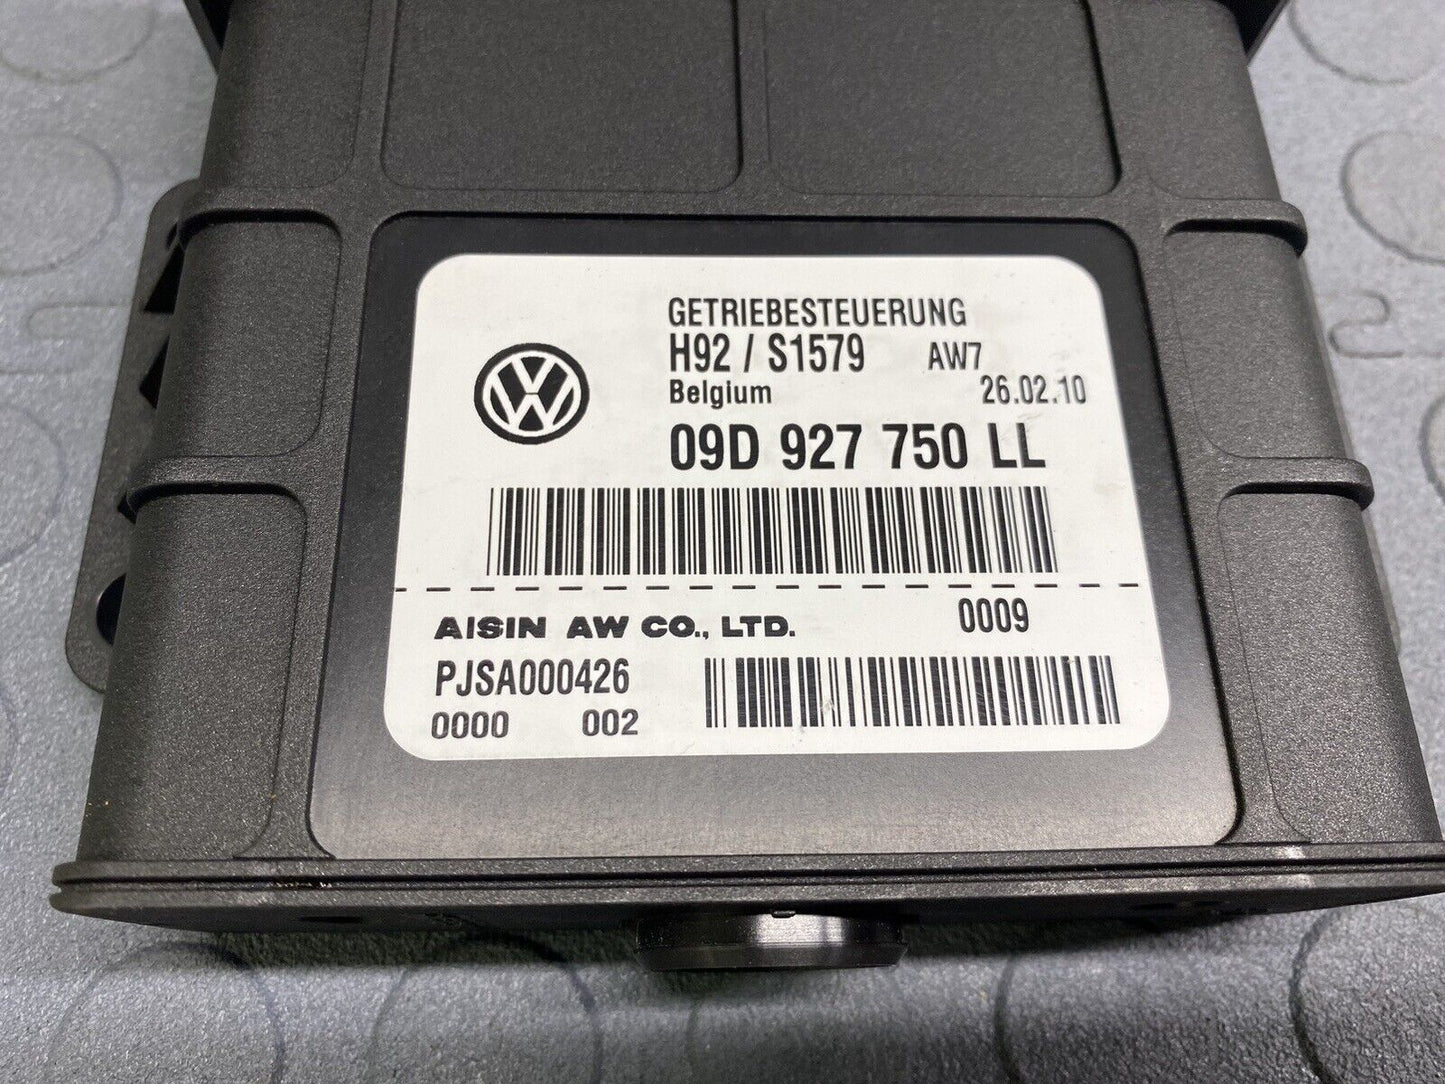 GETRIEBESTEUERUNG
H92 / S1579 AW7
Belgium 26.02.10
09D 927 750 LL
AISIN AW CO., LTD. 0009
PJSA000426
0000 002